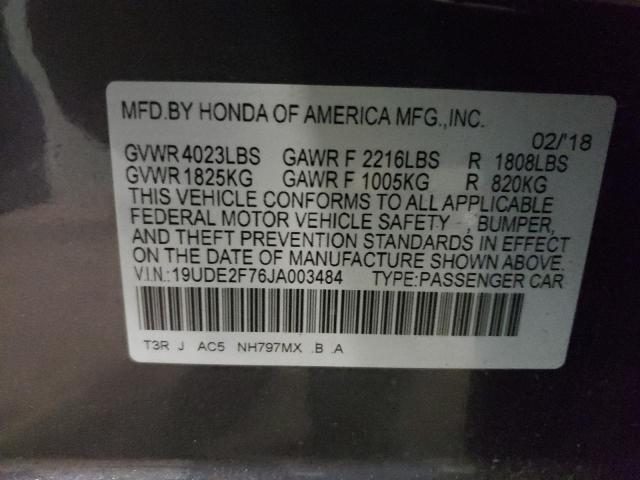 MFD.BY HONDA OF AMERICA MFG.,INC.
02/'18
GVWR 4023LBS GAWR F 2216LBS R 1808LBS
GVWR 1825KG GAWR F 1005KG R 820KG
THIS VEHICLE CONFORMS TO ALL APPLICABLE
FEDERAL MOTOR VEHICLE SAFETY , BUMPER,
AND THEFT PREVENTION STANDARDS IN EFFECT
ON THE DATE OF MANUFACTURE SHOWN ABOVE.
V.I.N.:19UDE2F76JA003484 TYPE:PASSENGER CAR
T3R J AC5 NH797MX .B .A